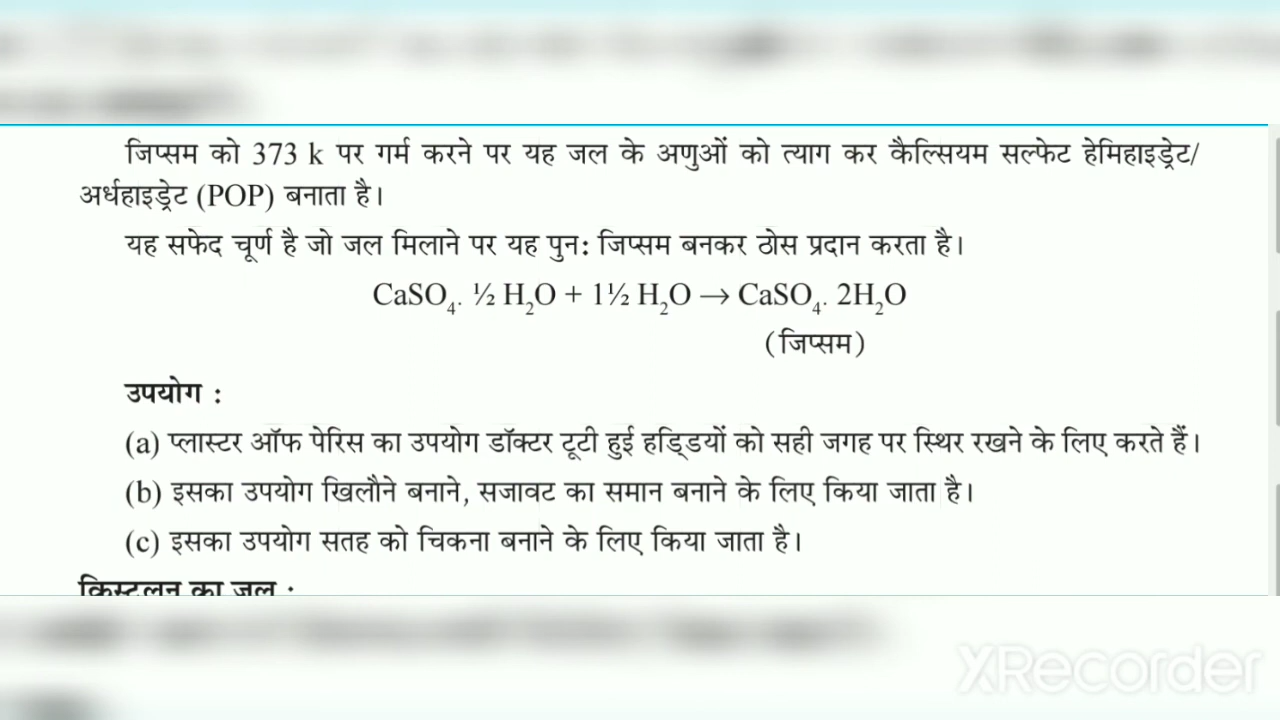 जिप्सम को 373 k पर गर्म करने पर यह जल के अणुओं को त्याग कर कैल्सियम सल्फेट हेमिहाइड्रेट/
अर्धहाइड्रेट (POP) बनाता है।
यह सफेद चूर्ण है जो जल मिलाने पर यह पुन: जिप्सम बनकर ठोस प्रदान करता है।
CaSO₄. ½ H₂O + 1½ H₂O → CaSO₄. 2H₂O
(जिप्सम)
उपयोग :
(a) प्लास्टर ऑफ पेरिस का उपयोग डॉक्टर टूटी हुई हड्डियों को सही जगह पर स्थिर रखने के लिए करते हैं।
(b) इसका उपयोग खिलौने बनाने, सजावट का समान बनाने के लिए किया जाता है।
(c) इसका उपयोग सतह को चिकना बनाने के लिए किया जाता है।
क्रिस्टलन का जल :
XRecorder